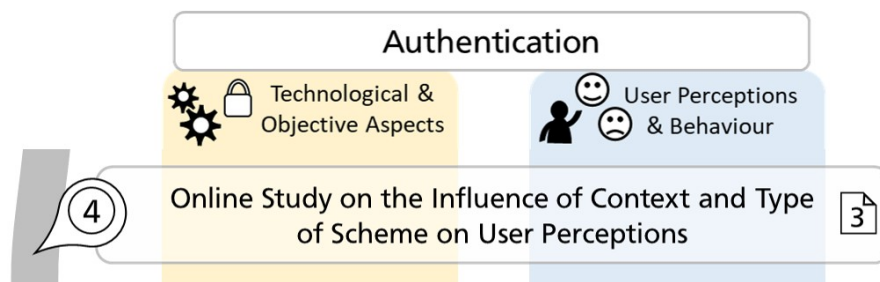 Authentication
Technological &
Objective Aspects
User Perceptions
& Behaviour
4
Online Study on the Influence of Context and Type
of Scheme on User Perceptions
3